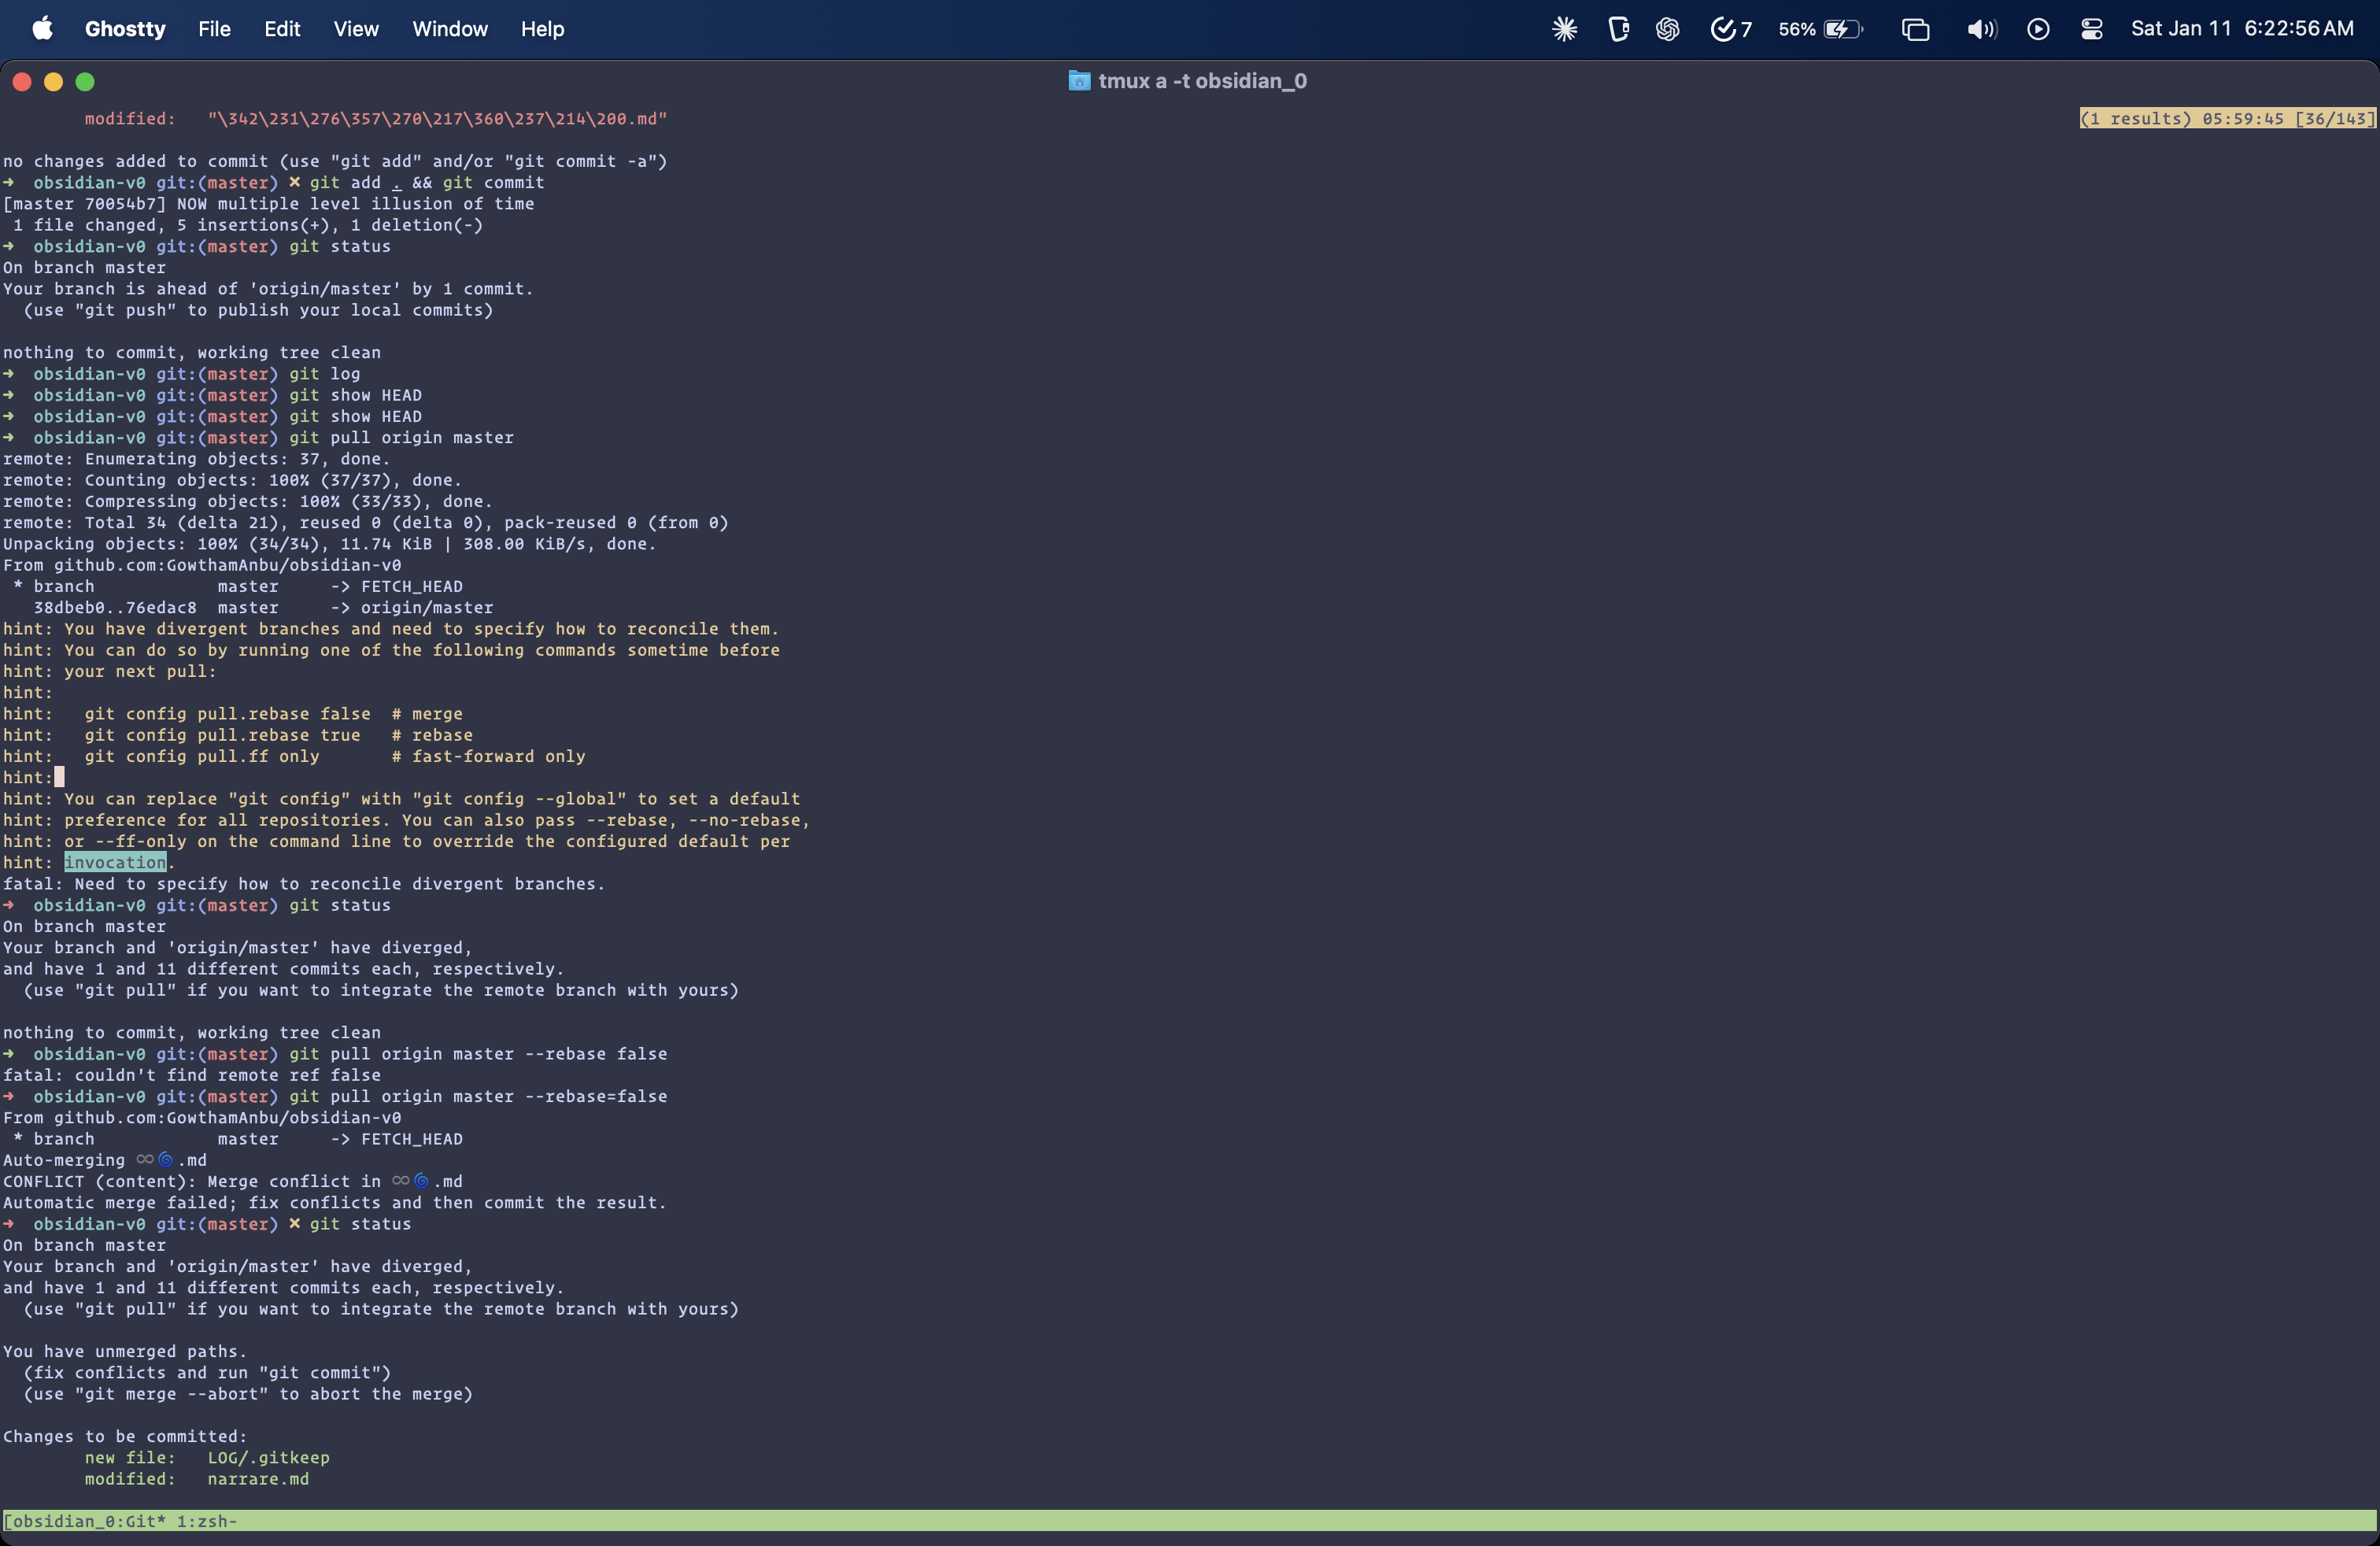 Ghostty File Edit View Window Help 7 56% Sat Jan 11 6:22:56 AM
tmux a -t obsidian_0
modified:   "\342\231\276\357\270\217\360\237\214\200.md" (1 results) 05:59:45 [36/143]
no changes added to commit (use "git add" and/or "git commit -a")
➜  obsidian-v0 git:(master) ✗ git add . && git commit
[master 70054b7] NOW multiple level illusion of time
1 file changed, 5 insertions(+), 1 deletion(-)
➜  obsidian-v0 git:(master) git status
On branch master
Your branch is ahead of 'origin/master' by 1 commit.
(use "git push" to publish your local commits)
nothing to commit, working tree clean
➜  obsidian-v0 git:(master) git log
➜  obsidian-v0 git:(master) git show HEAD
➜  obsidian-v0 git:(master) git show HEAD
➜  obsidian-v0 git:(master) git pull origin master
remote: Enumerating objects: 37, done.
remote: Counting objects: 100% (37/37), done.
remote: Compressing objects: 100% (33/33), done.
remote: Total 34 (delta 21), reused 0 (delta 0), pack-reused 0 (from 0)
Unpacking objects: 100% (34/34), 11.74 KiB | 308.00 KiB/s, done.
From github.com:GowthamAnbu/obsidian-v0
* branch            master     -> FETCH_HEAD
38dbeb0..76edac8  master     -> origin/master
hint: You have divergent branches and need to specify how to reconcile them.
hint: You can do so by running one of the following commands sometime before
hint: your next pull:
hint:
hint:   git config pull.rebase false  # merge
hint:   git config pull.rebase true   # rebase
hint:   git config pull.ff only       # fast-forward only
hint:
hint: You can replace "git config" with "git config --global" to set a default
hint: preference for all repositories. You can also pass --rebase, --no-rebase,
hint: or --ff-only on the command line to override the configured default per
hint: invocation.
fatal: Need to specify how to reconcile divergent branches.
➜  obsidian-v0 git:(master) git status
On branch master
Your branch and 'origin/master' have diverged,
and have 1 and 11 different commits each, respectively.
(use "git pull" if you want to integrate the remote branch with yours)
nothing to commit, working tree clean
➜  obsidian-v0 git:(master) git pull origin master --rebase false
fatal: couldn't find remote ref false
➜  obsidian-v0 git:(master) git pull origin master --rebase=false
From github.com:GowthamAnbu/obsidian-v0
* branch            master     -> FETCH_HEAD
Auto-merging ♾️🌀.md
CONFLICT (content): Merge conflict in ♾️🌀.md
Automatic merge failed; fix conflicts and then commit the result.
➜  obsidian-v0 git:(master) ✗ git status
On branch master
Your branch and 'origin/master' have diverged,
and have 1 and 11 different commits each, respectively.
(use "git pull" if you want to integrate the remote branch with yours)
You have unmerged paths.
(fix conflicts and run "git commit")
(use "git merge --abort" to abort the merge)
Changes to be committed:
new file:   LOG/.gitkeep
modified:   narrare.md
[obsidian_0:Git* 1:zsh-